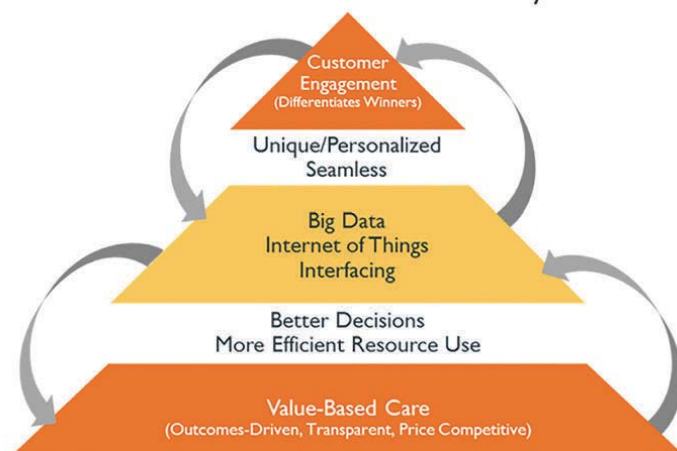 Customer
Engagement
(Differentiates Winners)
Unique/Personalized
Seamless
Big Data
Internet of Things
Interfacing
Better Decisions
More Efficient Resource Use
Value-Based Care
(Outcomes-Driven, Transparent, Price Competitive)